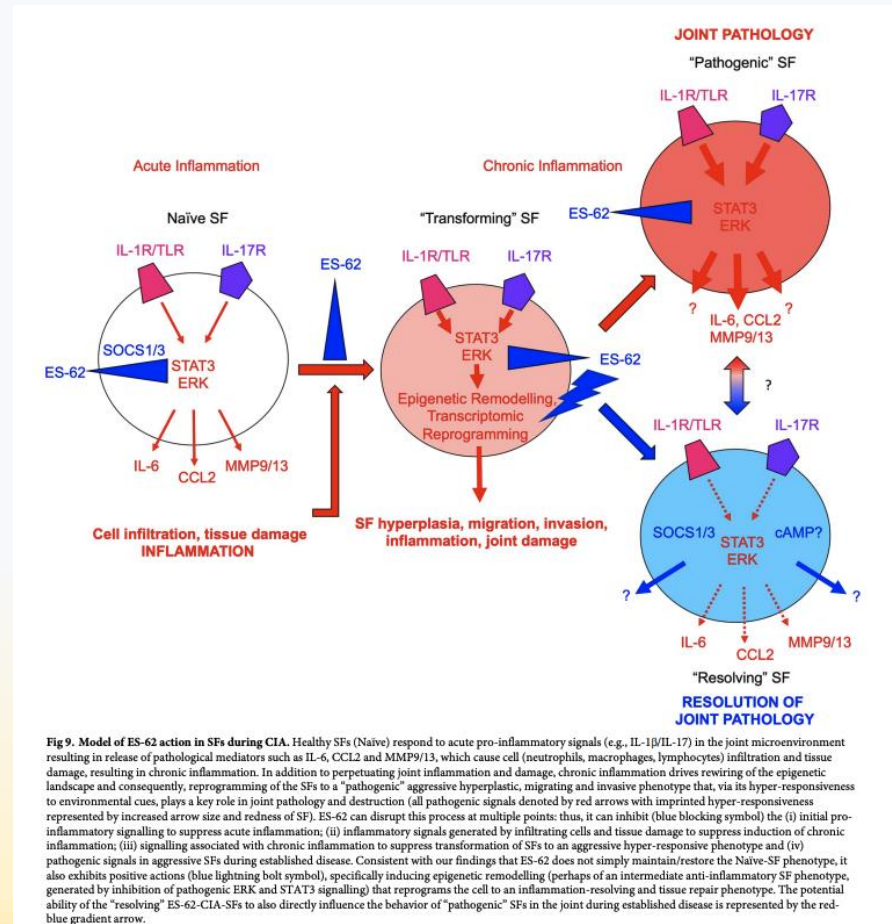 JOINT PATHOLOGY
"Pathogenic" SF
IL-1R/TLR
IL-17R
Acute Inflammation
Chronic Inflammation
ES-62
STAT3
ERK
Naïve SF
"Transforming" SF
IL-1R/TLR
IL-17R
ES-62
IL-1R/TLR
IL-17R
?
?
IL-6, CCL2
MMP9/13
SOCS1/3
STAT3
ERK
ES-62
STAT3
ERK
ES-62
Epigenetic Remodelling,
Transcriptomic
Reprogramming
?
IL-1R/TLR
IL-17R
IL-6
CCL2
MMP9/13
Cell infiltration, tissue damage
INFLAMMATION
SF hyperplasia, migration, invasion,
inflammation, joint damage
SOCS1/3
STAT3
ERK
cAMP?
?
?
IL-6
CCL2
MMP9/13
"Resolving" SF
RESOLUTION OF
JOINT PATHOLOGY
Fig 9. Model of ES-62 action in SFs during CIA. Healthy SFs (Naïve) respond to acute pro-inflammatory signals (e.g., IL-1β/IL-17) in the joint microenvironment
resulting in release of pathological mediators such as IL-6, CCL2 and MMP9/13, which cause cell (neutrophils, macrophages, lymphocytes) infiltration and tissue
damage, resulting in chronic inflammation. In addition to perpetuating joint inflammation and damage, chronic inflammation drives rewiring of the epigenetic
landscape and consequently, reprogramming of the SFs to a "pathogenic" aggressive hyperplastic, migrating and invasive phenotype that, via its hyper-responsiveness
to environmental cues, plays a key role in joint pathology and destruction (all pathogenic signals denoted by red arrows with imprinted hyper-responsiveness
represented by increased arrow size and redness of SF). ES-62 can disrupt this process at multiple points: thus, it can inhibit (blue blocking symbol) the (i) initial pro-
inflammatory signalling to suppress acute inflammation; (ii) inflammatory signals generated by infiltrating cells and tissue damage to suppress induction of chronic
inflammation; (iii) signalling associated with chronic inflammation to suppress transformation of SFs to an aggressive hyper-responsive phenotype and (iv)
pathogenic signals in aggressive SFs during established disease. Consistent with our findings that ES-62 does not simply maintain/restore the Naïve-SF phenotype, it
also exhibits positive actions (blue lightning bolt symbol), specifically inducing epigenetic remodelling (perhaps of an intermediate anti-inflammatory SF phenotype,
generated by inhibition of pathogenic ERK and STAT3 signalling) that reprograms the cell to an inflammation-resolving and tissue repair phenotype. The potential
ability of the "resolving" ES-62-CIA-SFs to also directly influence the behavior of "pathogenic" SFs in the joint during established disease is represented by the red-
blue gradient arrow.